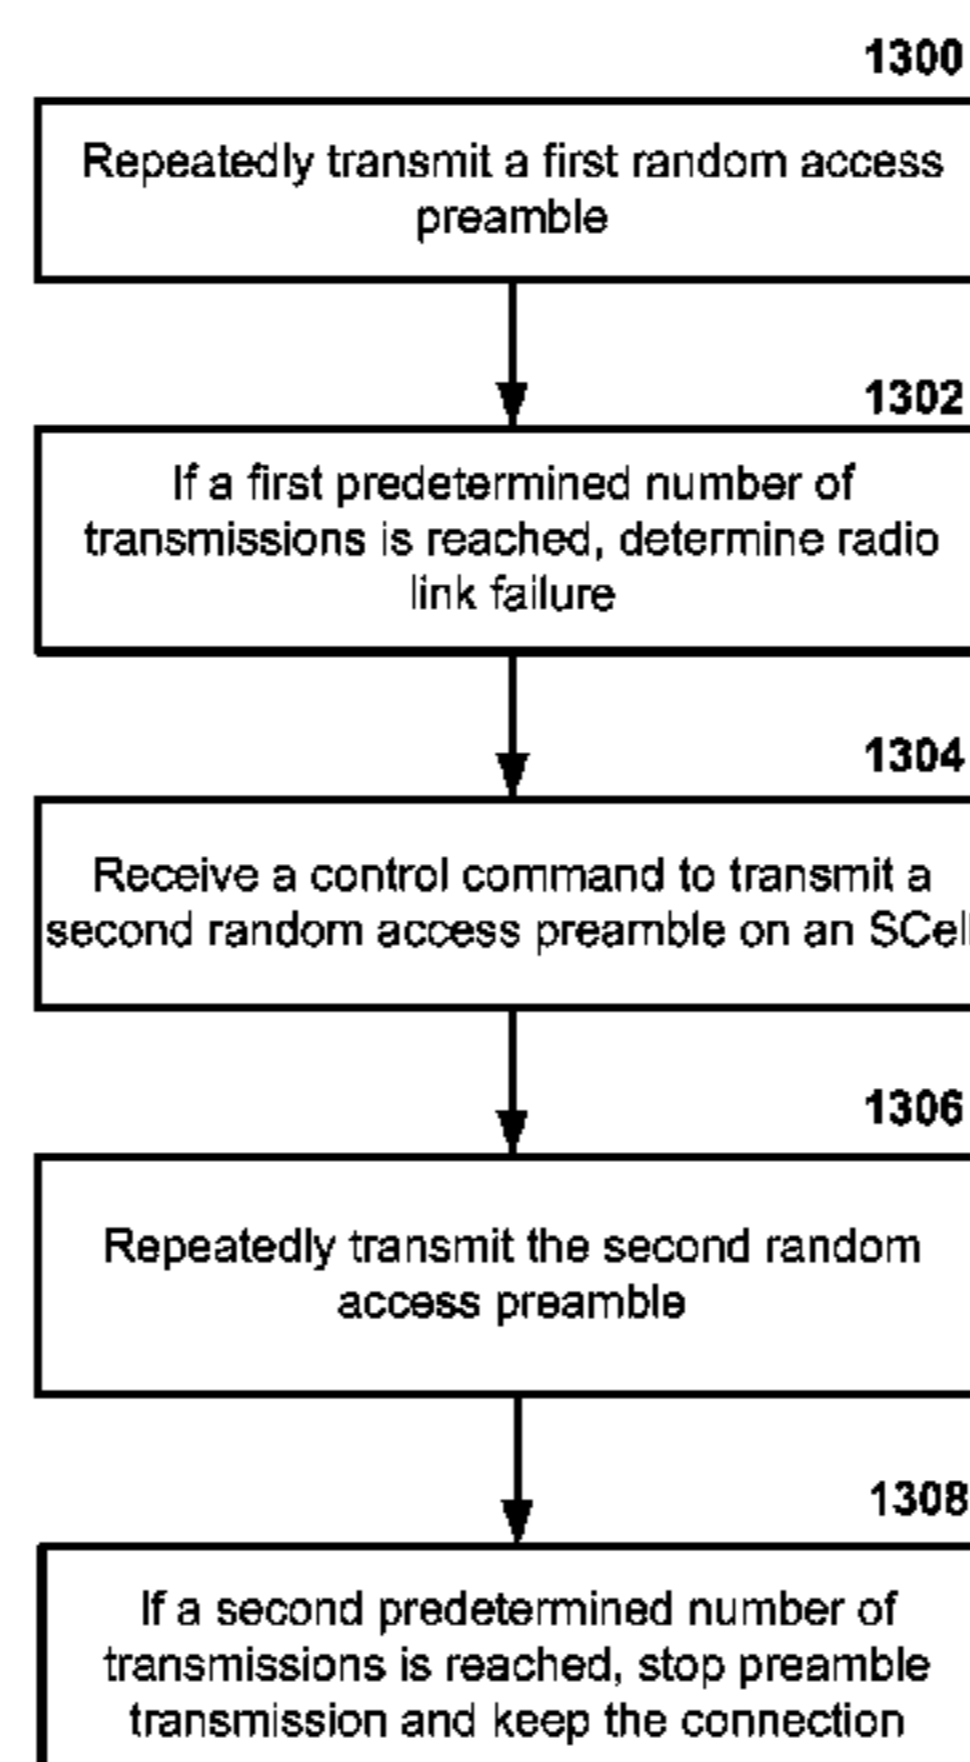 1300
Repeatedly transmit a first random access
preamble
1302
If a first predetermined number of
transmissions is reached, determine radio
link failure
1304
Receive a control command to transmit a
second random access preamble on an SCell
1306
Repeatedly transmit the second random
access preamble
1308
If a second predetermined number of
transmissions is reached, stop preamble
transmission and keep the connection